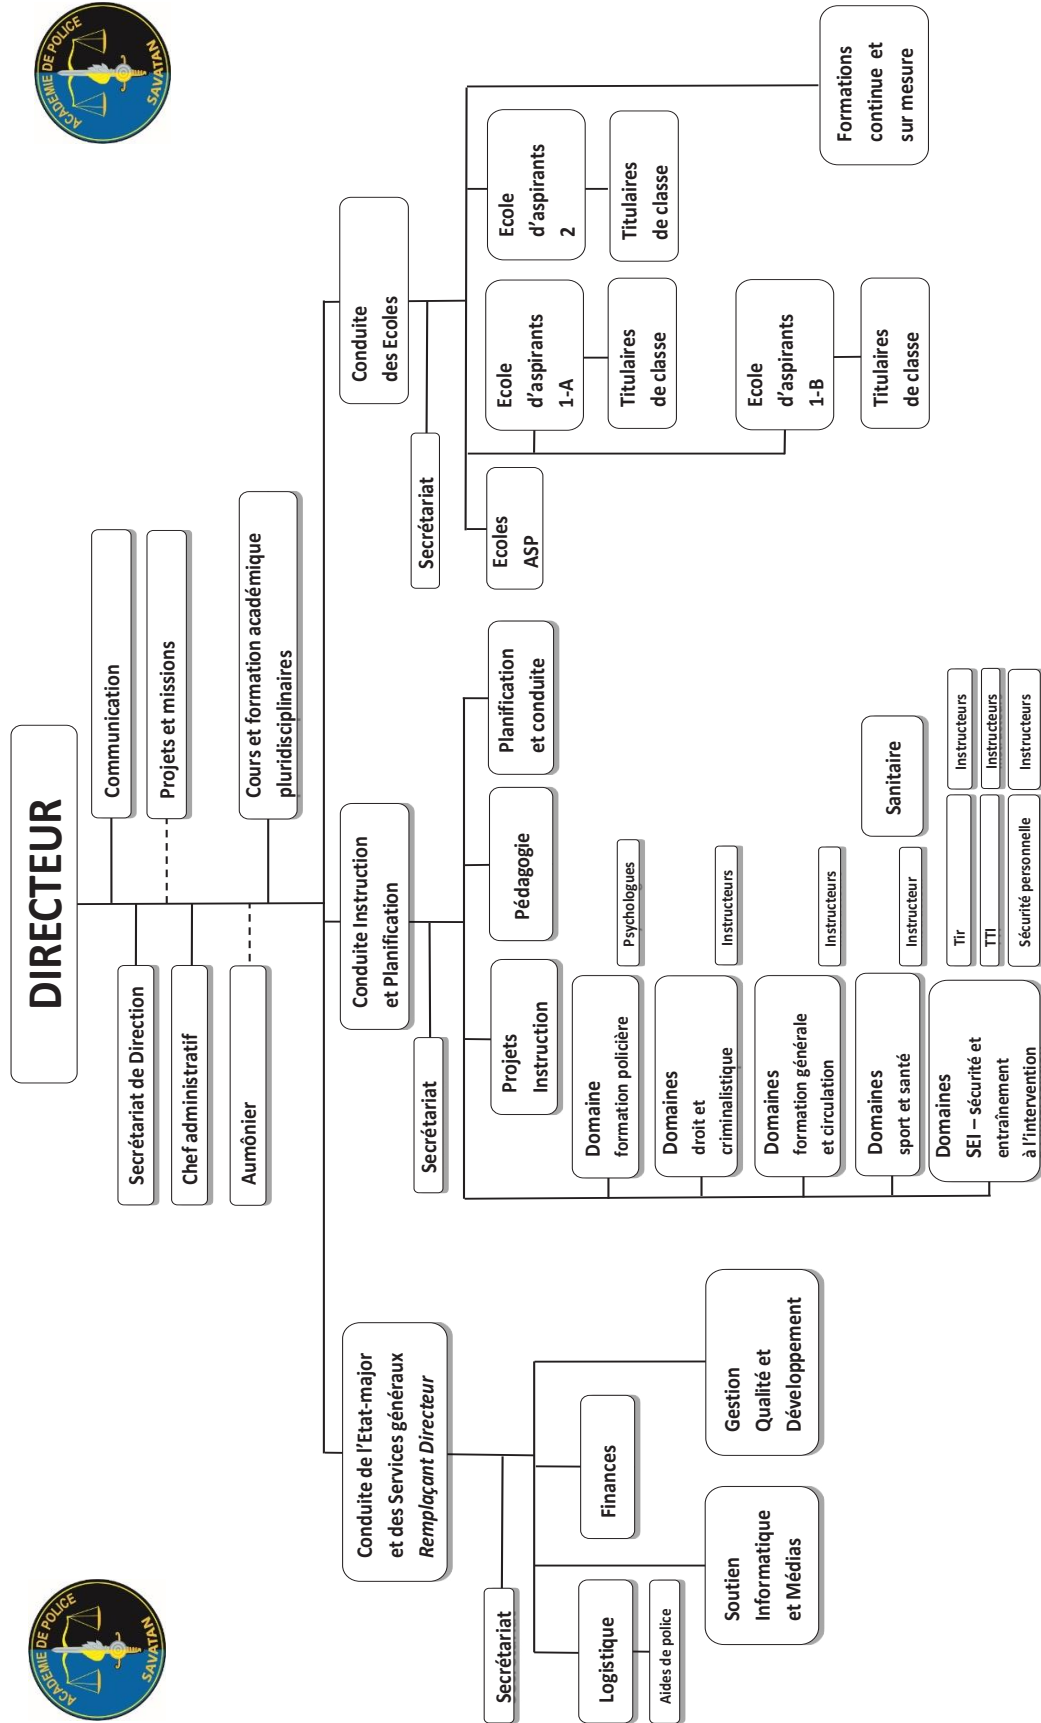 ACADEMIE DE POLICE
SAVATAN
ACADEMIE DE POLICE
SAVATAN
DIRECTEUR
Secrétariat de Direction
Communication
Chef administratif
Projets et missions
Aumônier
Cours et formation académique
pluridisciplinaires
Conduite de l’Etat-major
et des Services généraux
Remplaçant Directeur
Secrétariat
Logistique
Aides de police
Finances
Soutien
Informatique
et Médias
Gestion
Qualité et
Développement
Conduite Instruction
et Planification
Secrétariat
Projets
Instruction
Pédagogie
Planification
et conduite
Domaine
formation policière
Psychologues
Domaines
droit et
criminalistique
Instructeurs
Domaines
formation générale
et circulation
Instructeurs
Domaines
sport et santé
Instructeur
Sanitaire
Domaines
SEI – sécurité et
entraînement
à l’intervention
Tir
Instructeurs
TTI
Instructeurs
Sécurité personnelle
Instructeurs
Conduite
des Ecoles
Secrétariat
Ecoles
ASP
Ecole
d’aspirants
1-A
Titulaires
de classe
Ecole
d’aspirants
2
Titulaires
de classe
Ecole
d’aspirants
1-B
Titulaires
de classe
Formations
continue et
sur mesure